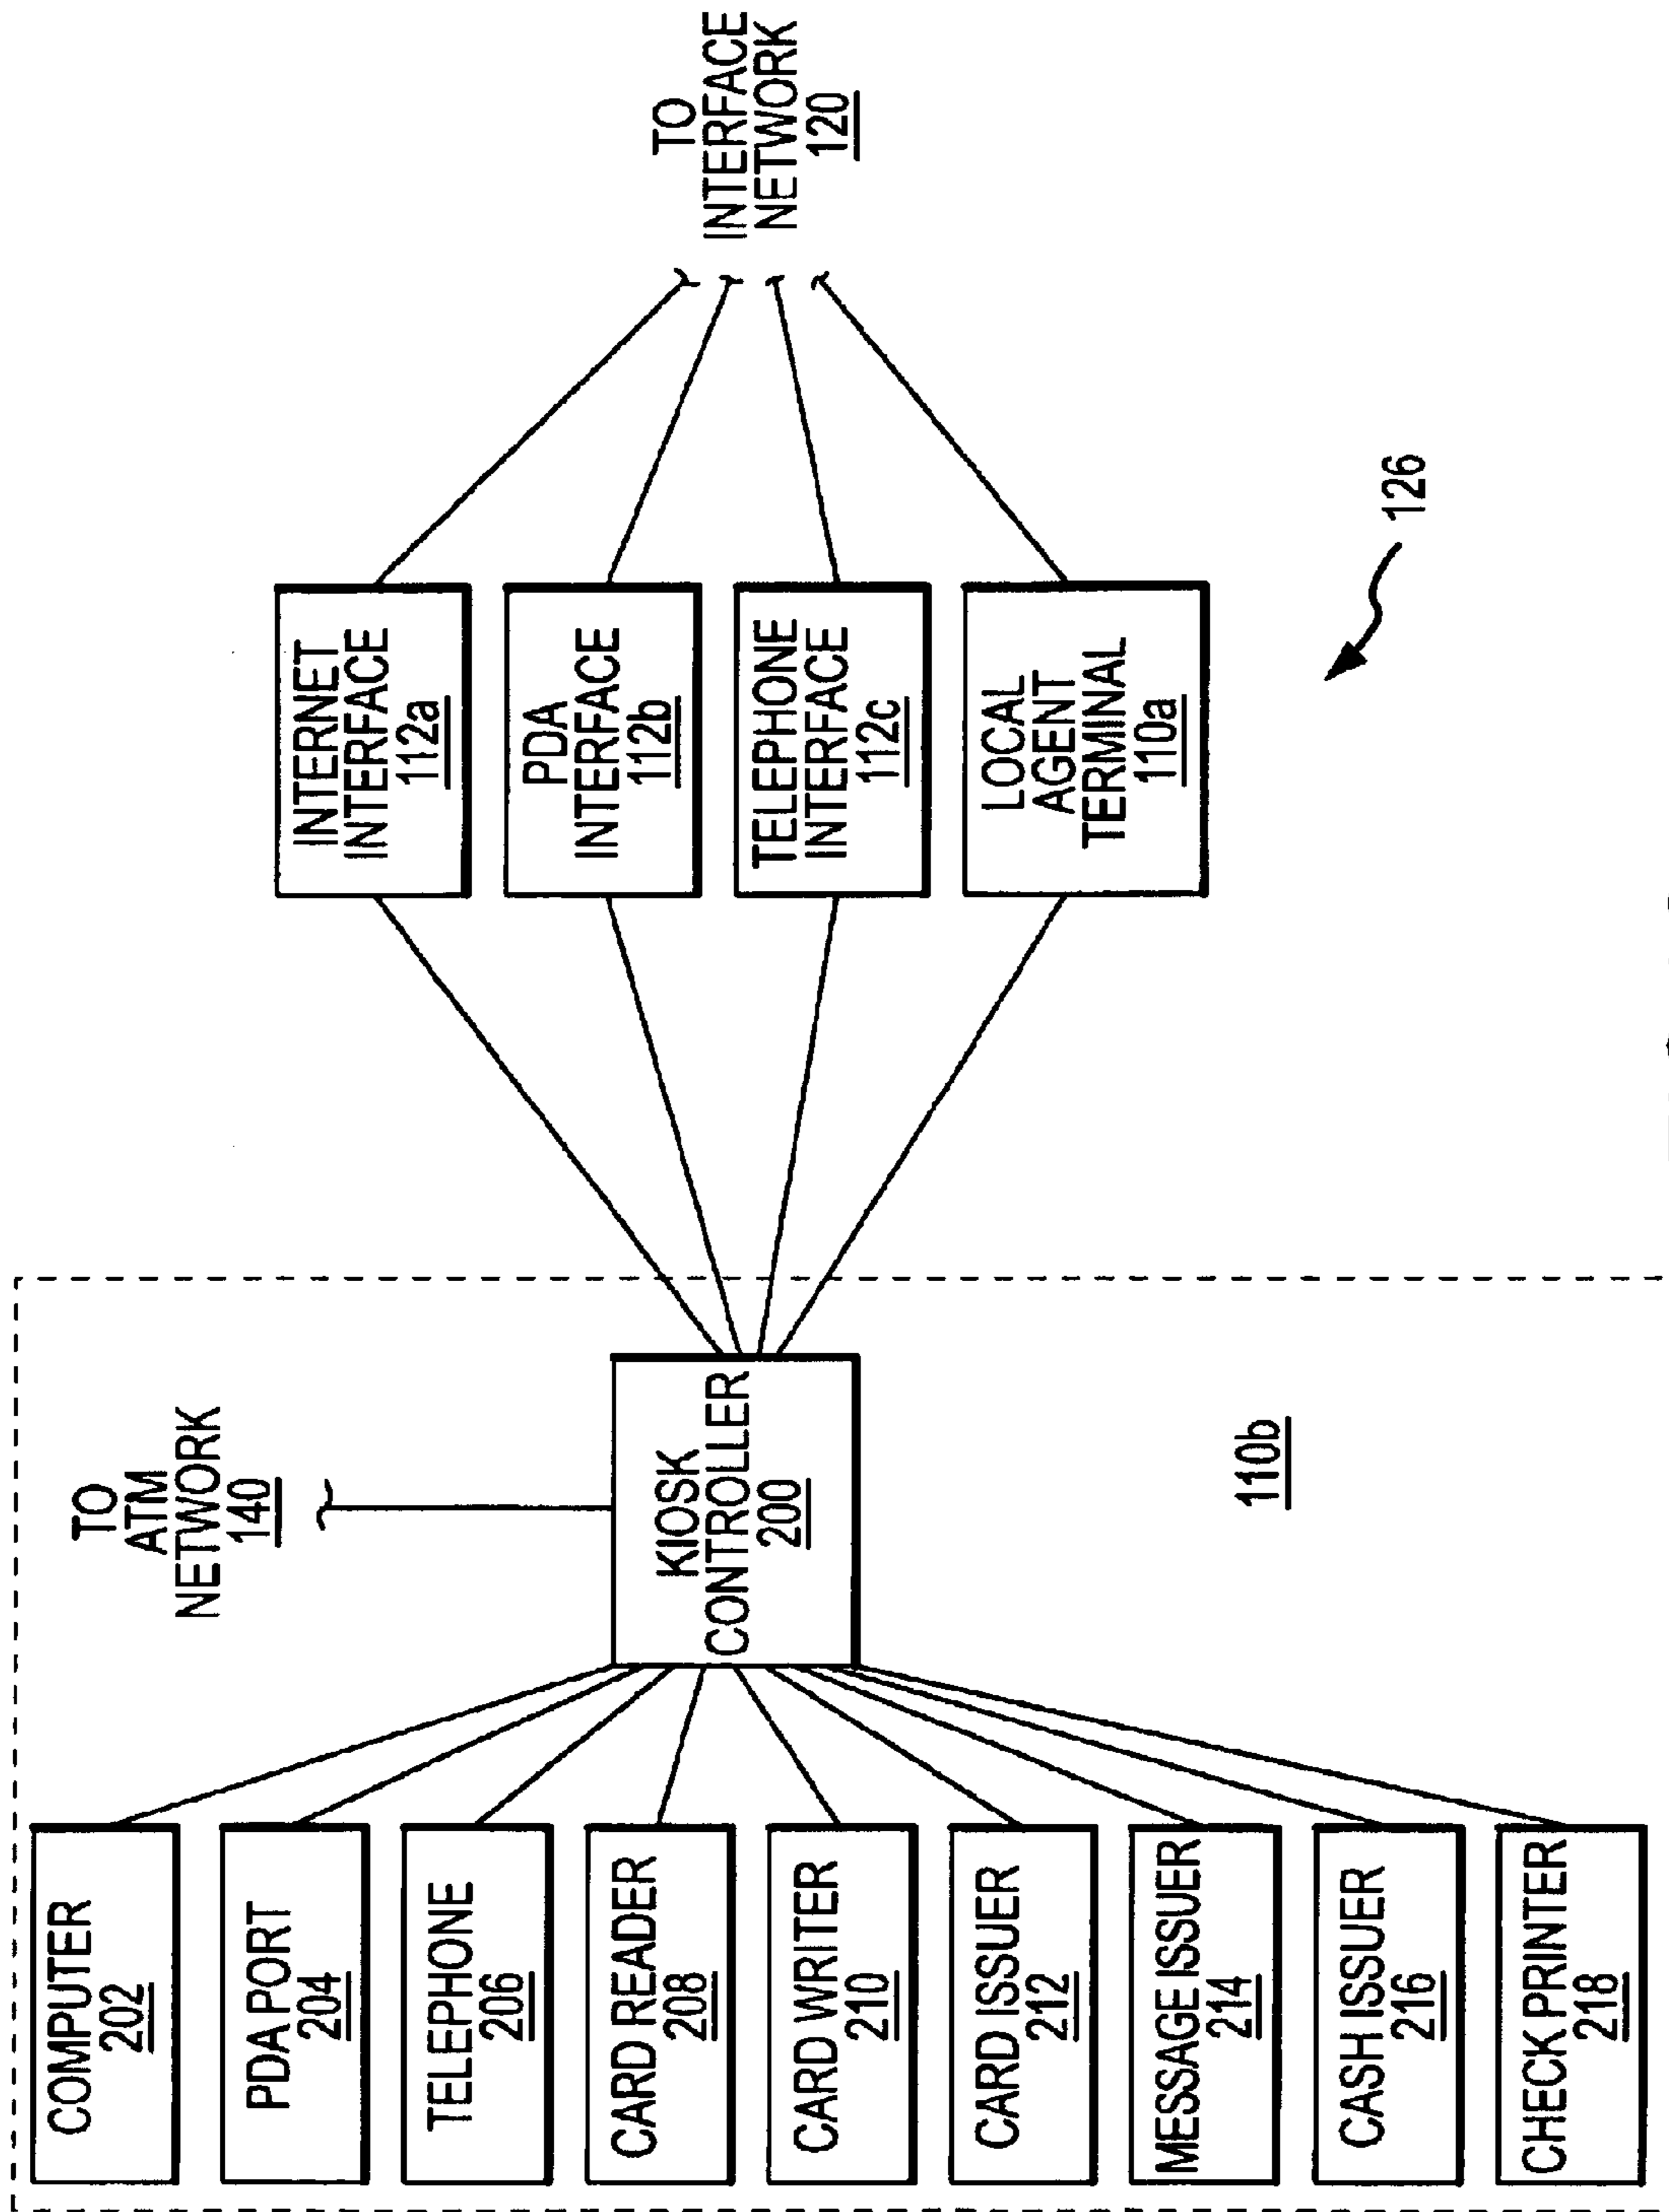 COMPUTER
202
PDA PORT
204
TELEPHONE
206
CARD READER
208
CARD WRITER
210
CARD ISSUER
212
MESSAGE ISSUER
214
CASH ISSUER
216
CHECK PRINTER
218
TO
ATM
NETWORK
140
KIOSK
CONTROLLER
200
110b
INTERNET
INTERFACE
112a
PDA
INTERFACE
112b
TELEPHONE
INTERFACE
112c
LOCAL
AGENT
TERMINAL
110a
TO
INTERFACE
NETWORK
120
126